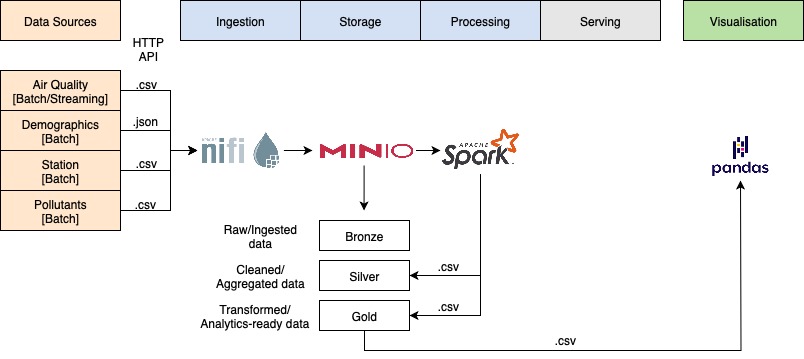 Data Sources
Ingestion
Storage
Processing
Serving
Visualisation
HTTP
API
Air Quality
[Batch/Streaming]
.csv
Demographics
[Batch]
.json
Station
[Batch]
.csv
Pollutants
[Batch]
.csv
APACHE
nifi
MINIO
APACHE
Spark
pandas
Raw/Ingested
data
Bronze
Cleaned/
Aggregated data
Silver
.csv
Transformed/
Analytics-ready data
Gold
.csv
.csv